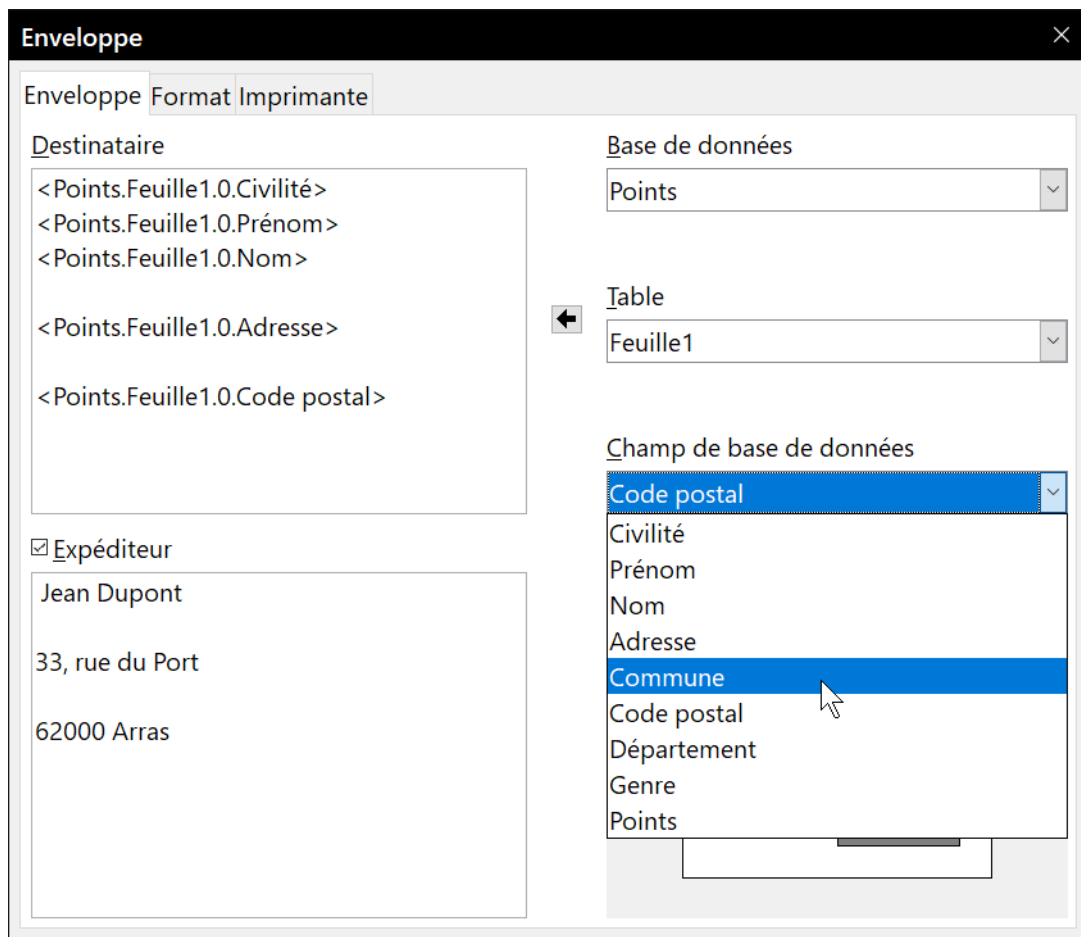 Enveloppe
Enveloppe Format Imprimante
Destinataire
<Points.Feuille1.0.Civilité>
<Points.Feuille1.0.Prénom>
<Points.Feuille1.0.Nom>
<Points.Feuille1.0.Adresse>
<Points.Feuille1.0.Code postal>
Expéditeur
Jean Dupont
33, rue du Port
62000 Arras
Base de données
Points
Table
Feuille1
Champ de base de données
Code postal
Civilité
Prénom
Nom
Adresse
Commune
Code postal
Département
Genre
Points